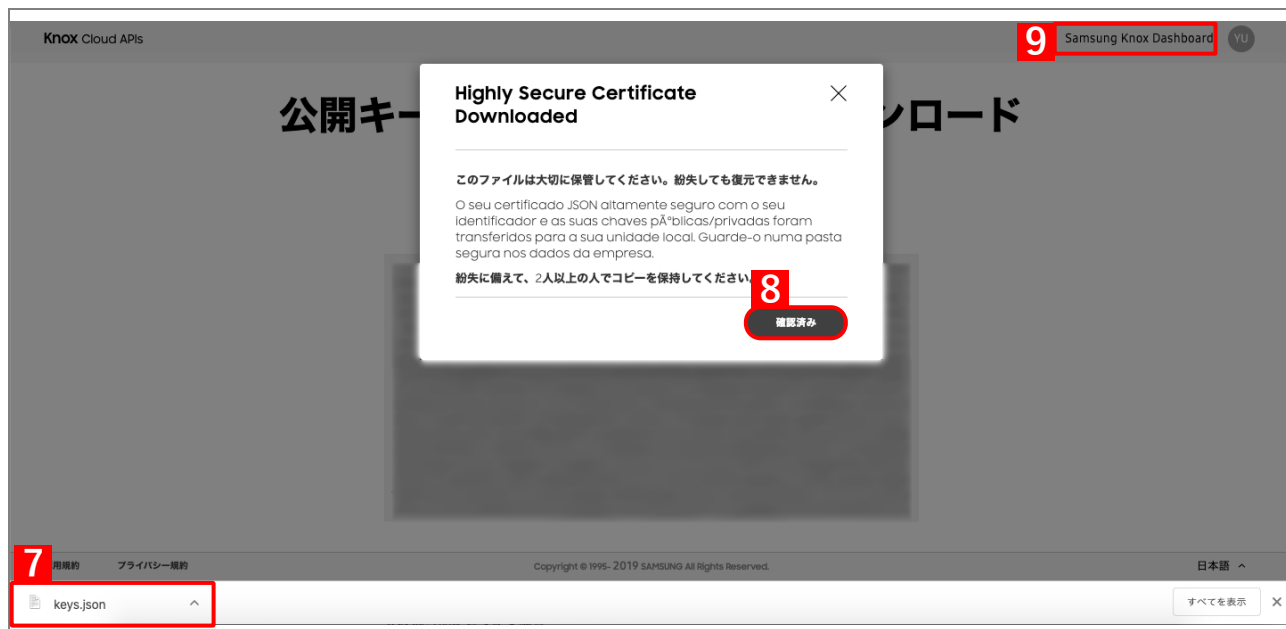 Knox Cloud APIs
9
Samsung Knox Dashboard
YU
公開キー
ンロード
Highly Secure Certificate
Downloaded
このファイルは大切に保管してください。紛失しても復元できません。
O seu certificado JSON altamente seguro com o seu
identificador e as suas chaves pÃºblicas/privadas foram
transferidos para a sua unidade local. Guarde-o numa pasta
segura nos dados da empresa.
紛失に備えて、2人以上の人でコピーを保持してください。
8
確認済み
7
用規約
プライバシー規約
Copyright © 1995- 2019 SAMSUNG All Rights Reserved.
日本語
keys.json
すべてを表示